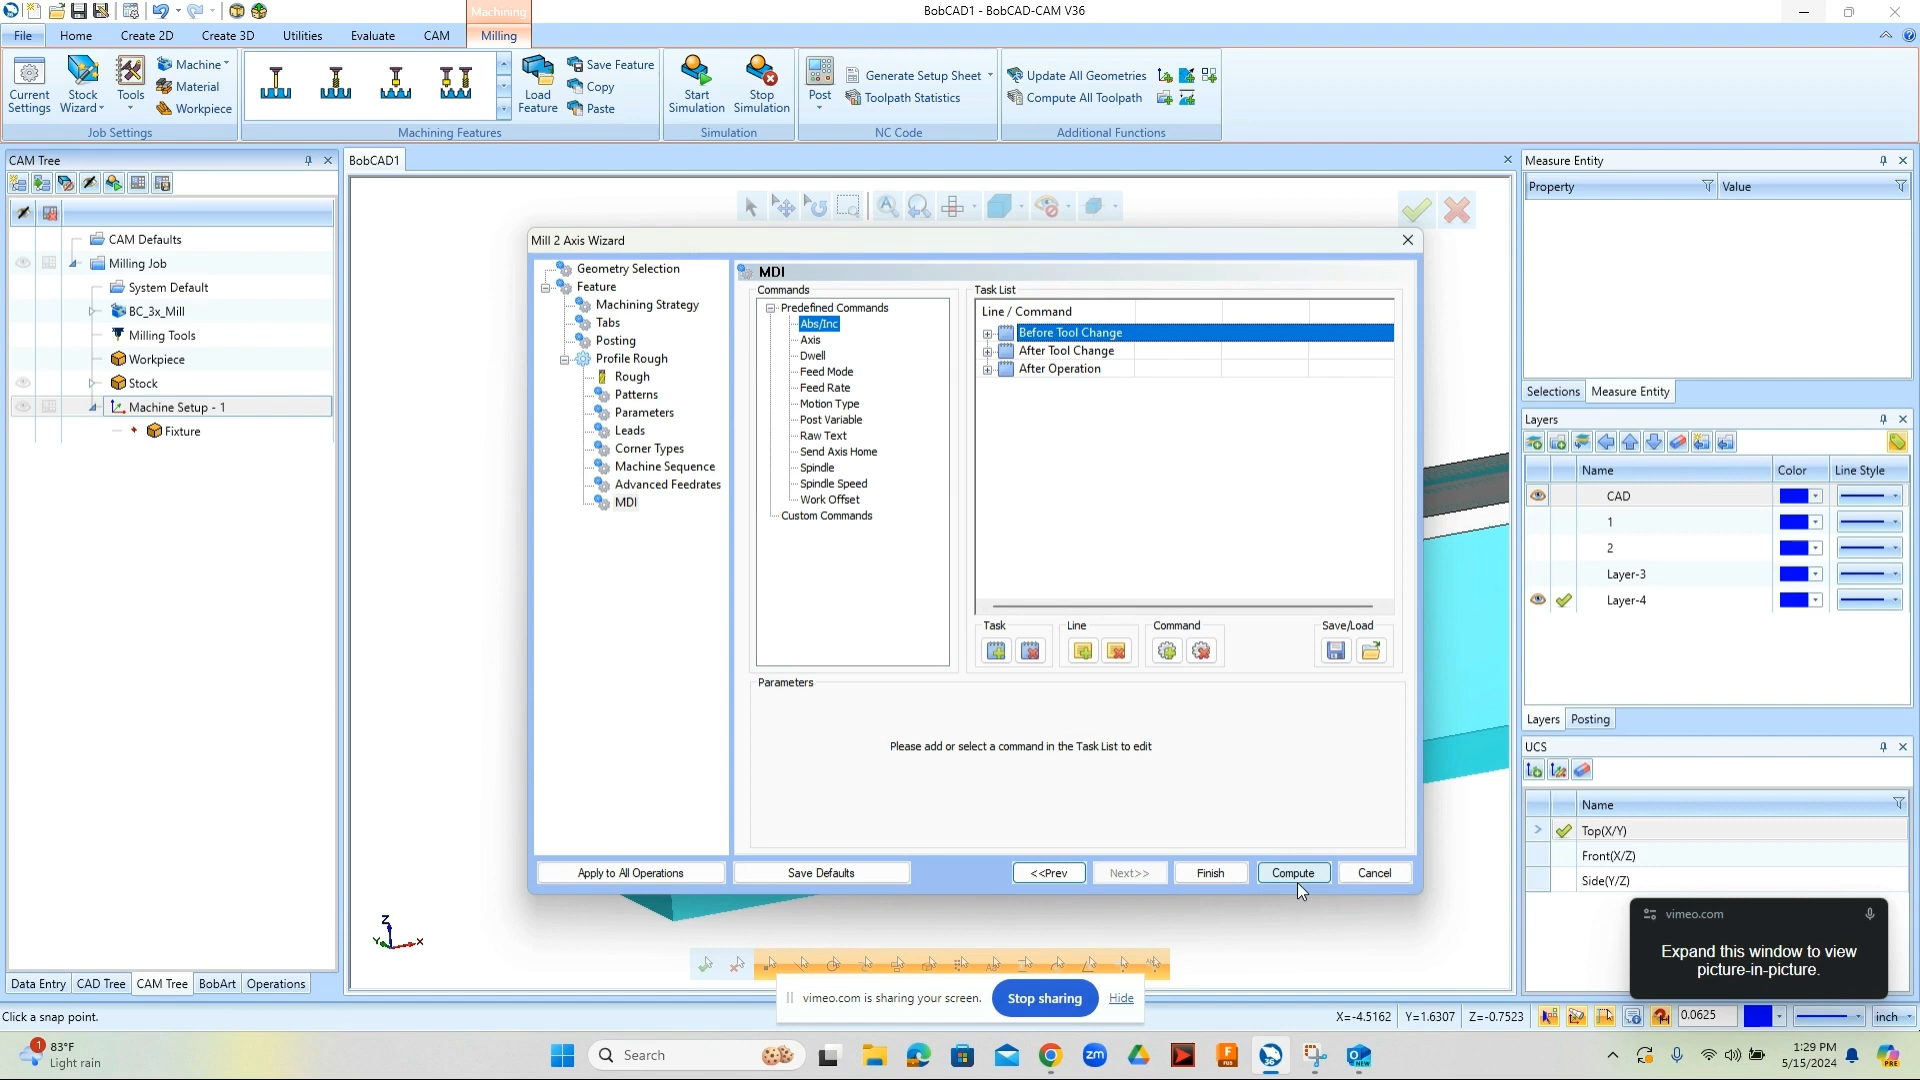 Machining
BobCAD1 - BobCAD-CAM V36
File Home Create 2D Create 3D Utilities Evaluate CAM Milling
Current Settings
Stock Wizard
Tools
Machine
Material
Workpiece
Job Settings
Load Feature
Save Feature
Copy
Paste
Machining Features
Start Simulation
Stop Simulation
Simulation
Post
Generate Setup Sheet
Toolpath Statistics
NC Code
Update All Geometries
Compute All Toolpath
Additional Functions
CAM Tree
CAM Defaults
Milling Job
System Default
BC_3x_Mill
Milling Tools
Workpiece
Stock
Machine Setup - 1
Fixture
Data Entry CAD Tree CAM Tree BobArt Operations
BobCAD1
Mill 2 Axis Wizard
Geometry Selection
Feature
Machining Strategy
Tabs
Posting
Profile Rough
Rough
Patterns
Parameters
Leads
Corner Types
Machine Sequence
Advanced Feedrates
MDI
MDI
Commands
Predefined Commands
Abs/Inc
Axis
Dwell
Feed Mode
Feed Rate
Motion Type
Post Variable
Raw Text
Send Axis Home
Spindle
Spindle Speed
Work Offset
Custom Commands
Task List
Line / Command
Before Tool Change
After Tool Change
After Operation
Task Line Command Save/Load
Parameters
Please add or select a command in the Task List to edit
Apply to All Operations Save Defaults <<Prev Next>> Finish Compute Cancel
Z
Y
X
Measure Entity
Property Value
Selections Measure Entity
Layers
Name Color Line Style
CAD
1
2
Layer-3
Layer-4
Layers Posting
UCS
Name
Top(X/Y)
Front(X/Z)
Side(Y/Z)
vimeo.com
Expand this window to view
picture-in-picture.
vimeo.com is sharing your screen. Stop sharing Hide
Click a snap point.
X=-4.5162 Y=1.6307 Z=-0.7523 0.0625 inch
1
83°F
Light rain
Search
zm
FUS
36
NEW
1:29 PM
5/15/2024
PRE